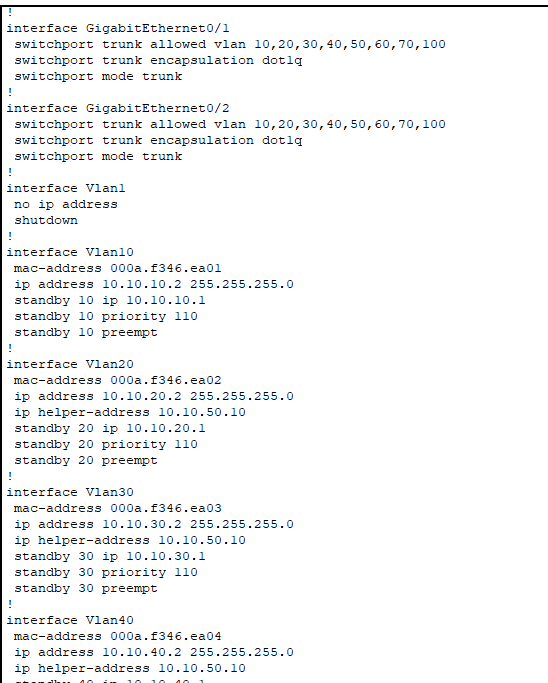 !
interface GigabitEthernet0/1
switchport trunk allowed vlan 10,20,30,40,50,60,70,100
switchport trunk encapsulation dot1q
switchport mode trunk
!
interface GigabitEthernet0/2
switchport trunk allowed vlan 10,20,30,40,50,60,70,100
switchport trunk encapsulation dot1q
switchport mode trunk
!
interface Vlan1
no ip address
shutdown
!
interface Vlan10
mac-address 000a.f346.ea01
ip address 10.10.10.2 255.255.255.0
standby 10 ip 10.10.10.1
standby 10 priority 110
standby 10 preempt
!
interface Vlan20
mac-address 000a.f346.ea02
ip address 10.10.20.2 255.255.255.0
ip helper-address 10.10.50.10
standby 20 ip 10.10.20.1
standby 20 priority 110
standby 20 preempt
!
interface Vlan30
mac-address 000a.f346.ea03
ip address 10.10.30.2 255.255.255.0
ip helper-address 10.10.50.10
standby 30 ip 10.10.30.1
standby 30 priority 110
standby 30 preempt
!
interface Vlan40
mac-address 000a.f346.ea04
ip address 10.10.40.2 255.255.255.0
ip helper-address 10.10.50.10
standby 40 ip 10.10.40.1